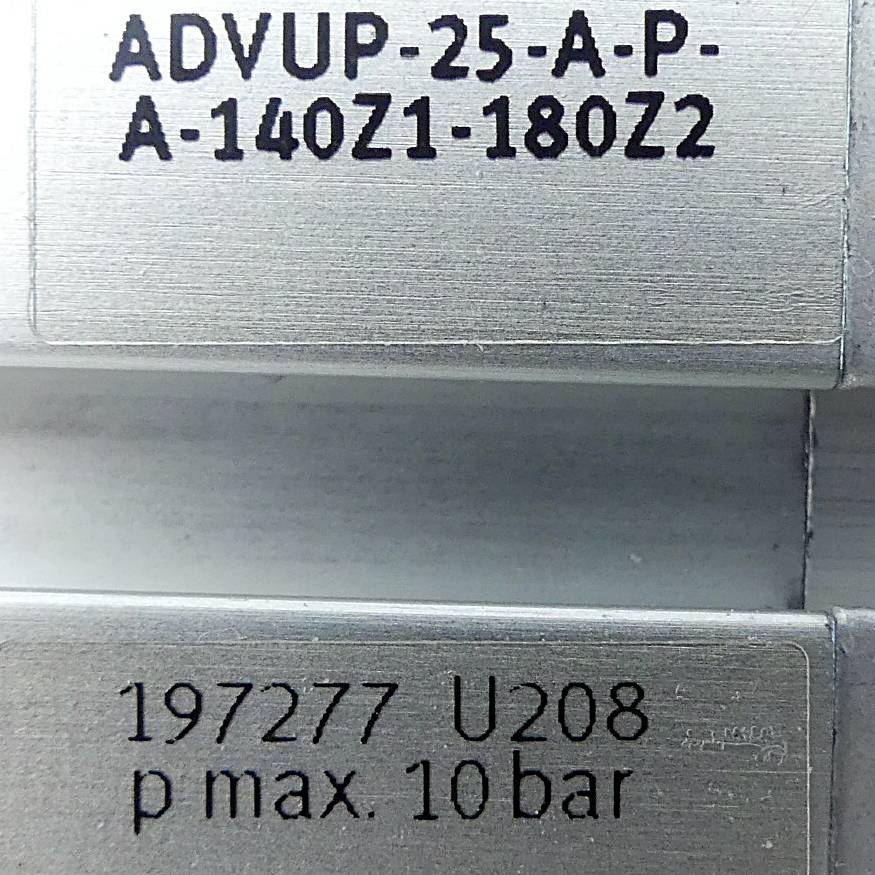 ADVUP-25-A-P-
A-140Z1-180Z2
197277 U208
p max. 10 bar